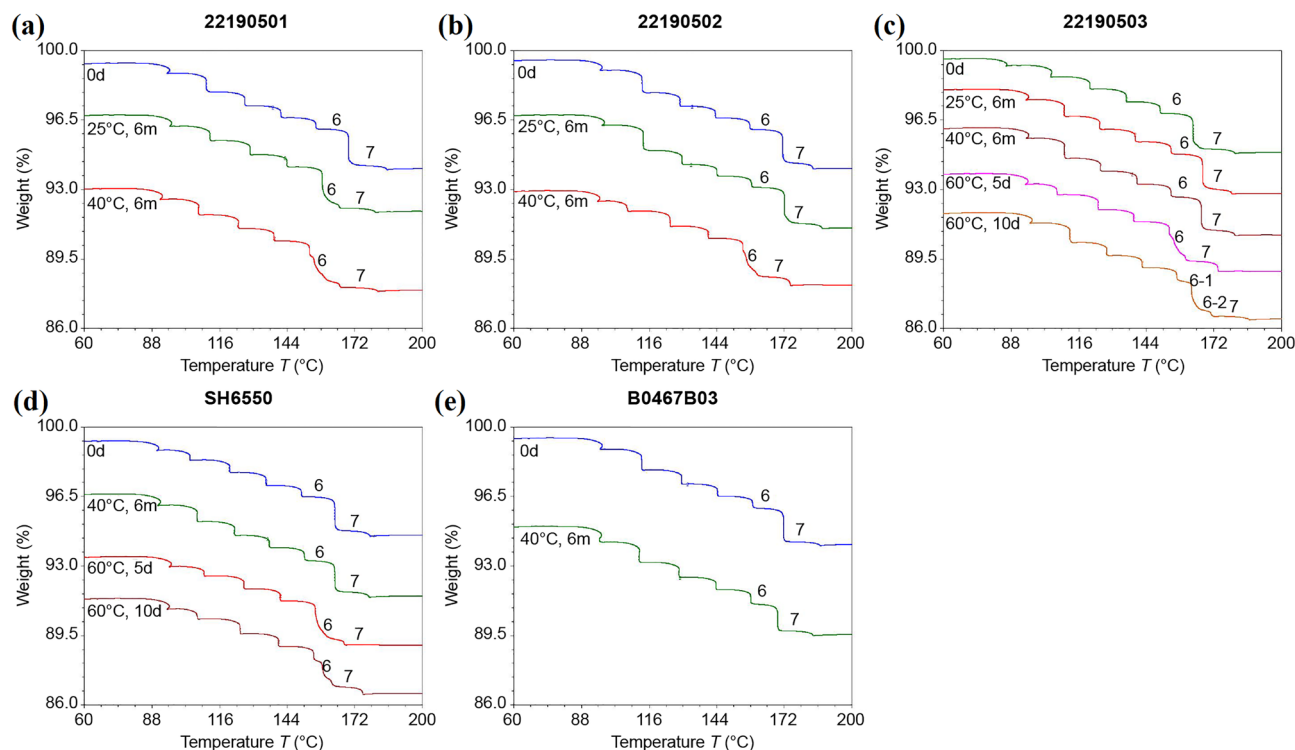 (a)
22190501
100.0
96.5
93.0
89.5
86.0
Weight (%)
0d
25°C, 6m
40°C, 6m
6
7
6
7
6
7
60
88
116
144
172
200
Temperature T (°C)
(b)
22190502
100.0
96.5
93.0
89.5
86.0
Weight (%)
0d
25°C, 6m
40°C, 6m
6
7
6
7
6
7
60
88
116
144
172
200
Temperature T (°C)
(c)
22190503
100.0
96.5
93.0
89.5
86.0
Weight (%)
0d
25°C, 6m
40°C, 6m
60°C, 5d
60°C, 10d
6
7
6
7
6
7
6
7
6-1
6-2
7
60
88
116
144
172
200
Temperature T (°C)
(d)
SH6550
100.0
96.5
93.0
89.5
86.0
Weight (%)
0d
40°C, 6m
60°C, 5d
60°C, 10d
6
7
6
7
6
7
6
7
60
88
116
144
172
200
Temperature T (°C)
(e)
B0467B03
100.0
96.5
93.0
89.5
86.0
Weight (%)
0d
40°C, 6m
6
7
6
7
60
88
116
144
172
200
Temperature T (°C)